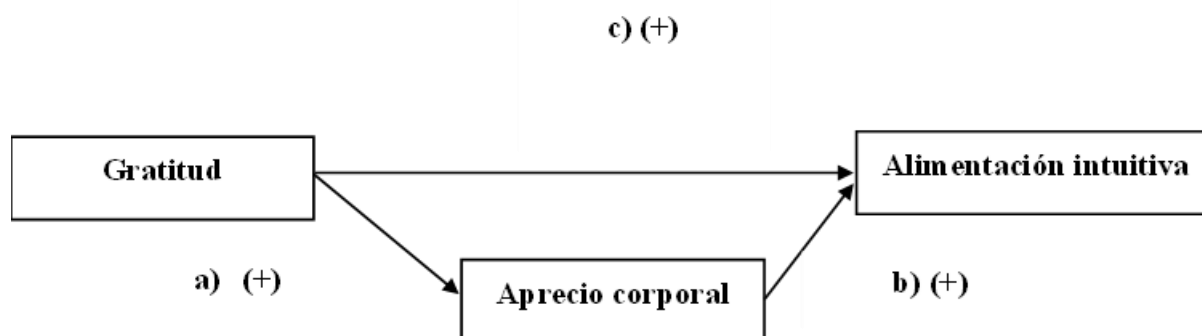 c) (+)
Gratitud
Alimentación intuitiva
a) (+)
Aprecio corporal
b) (+)